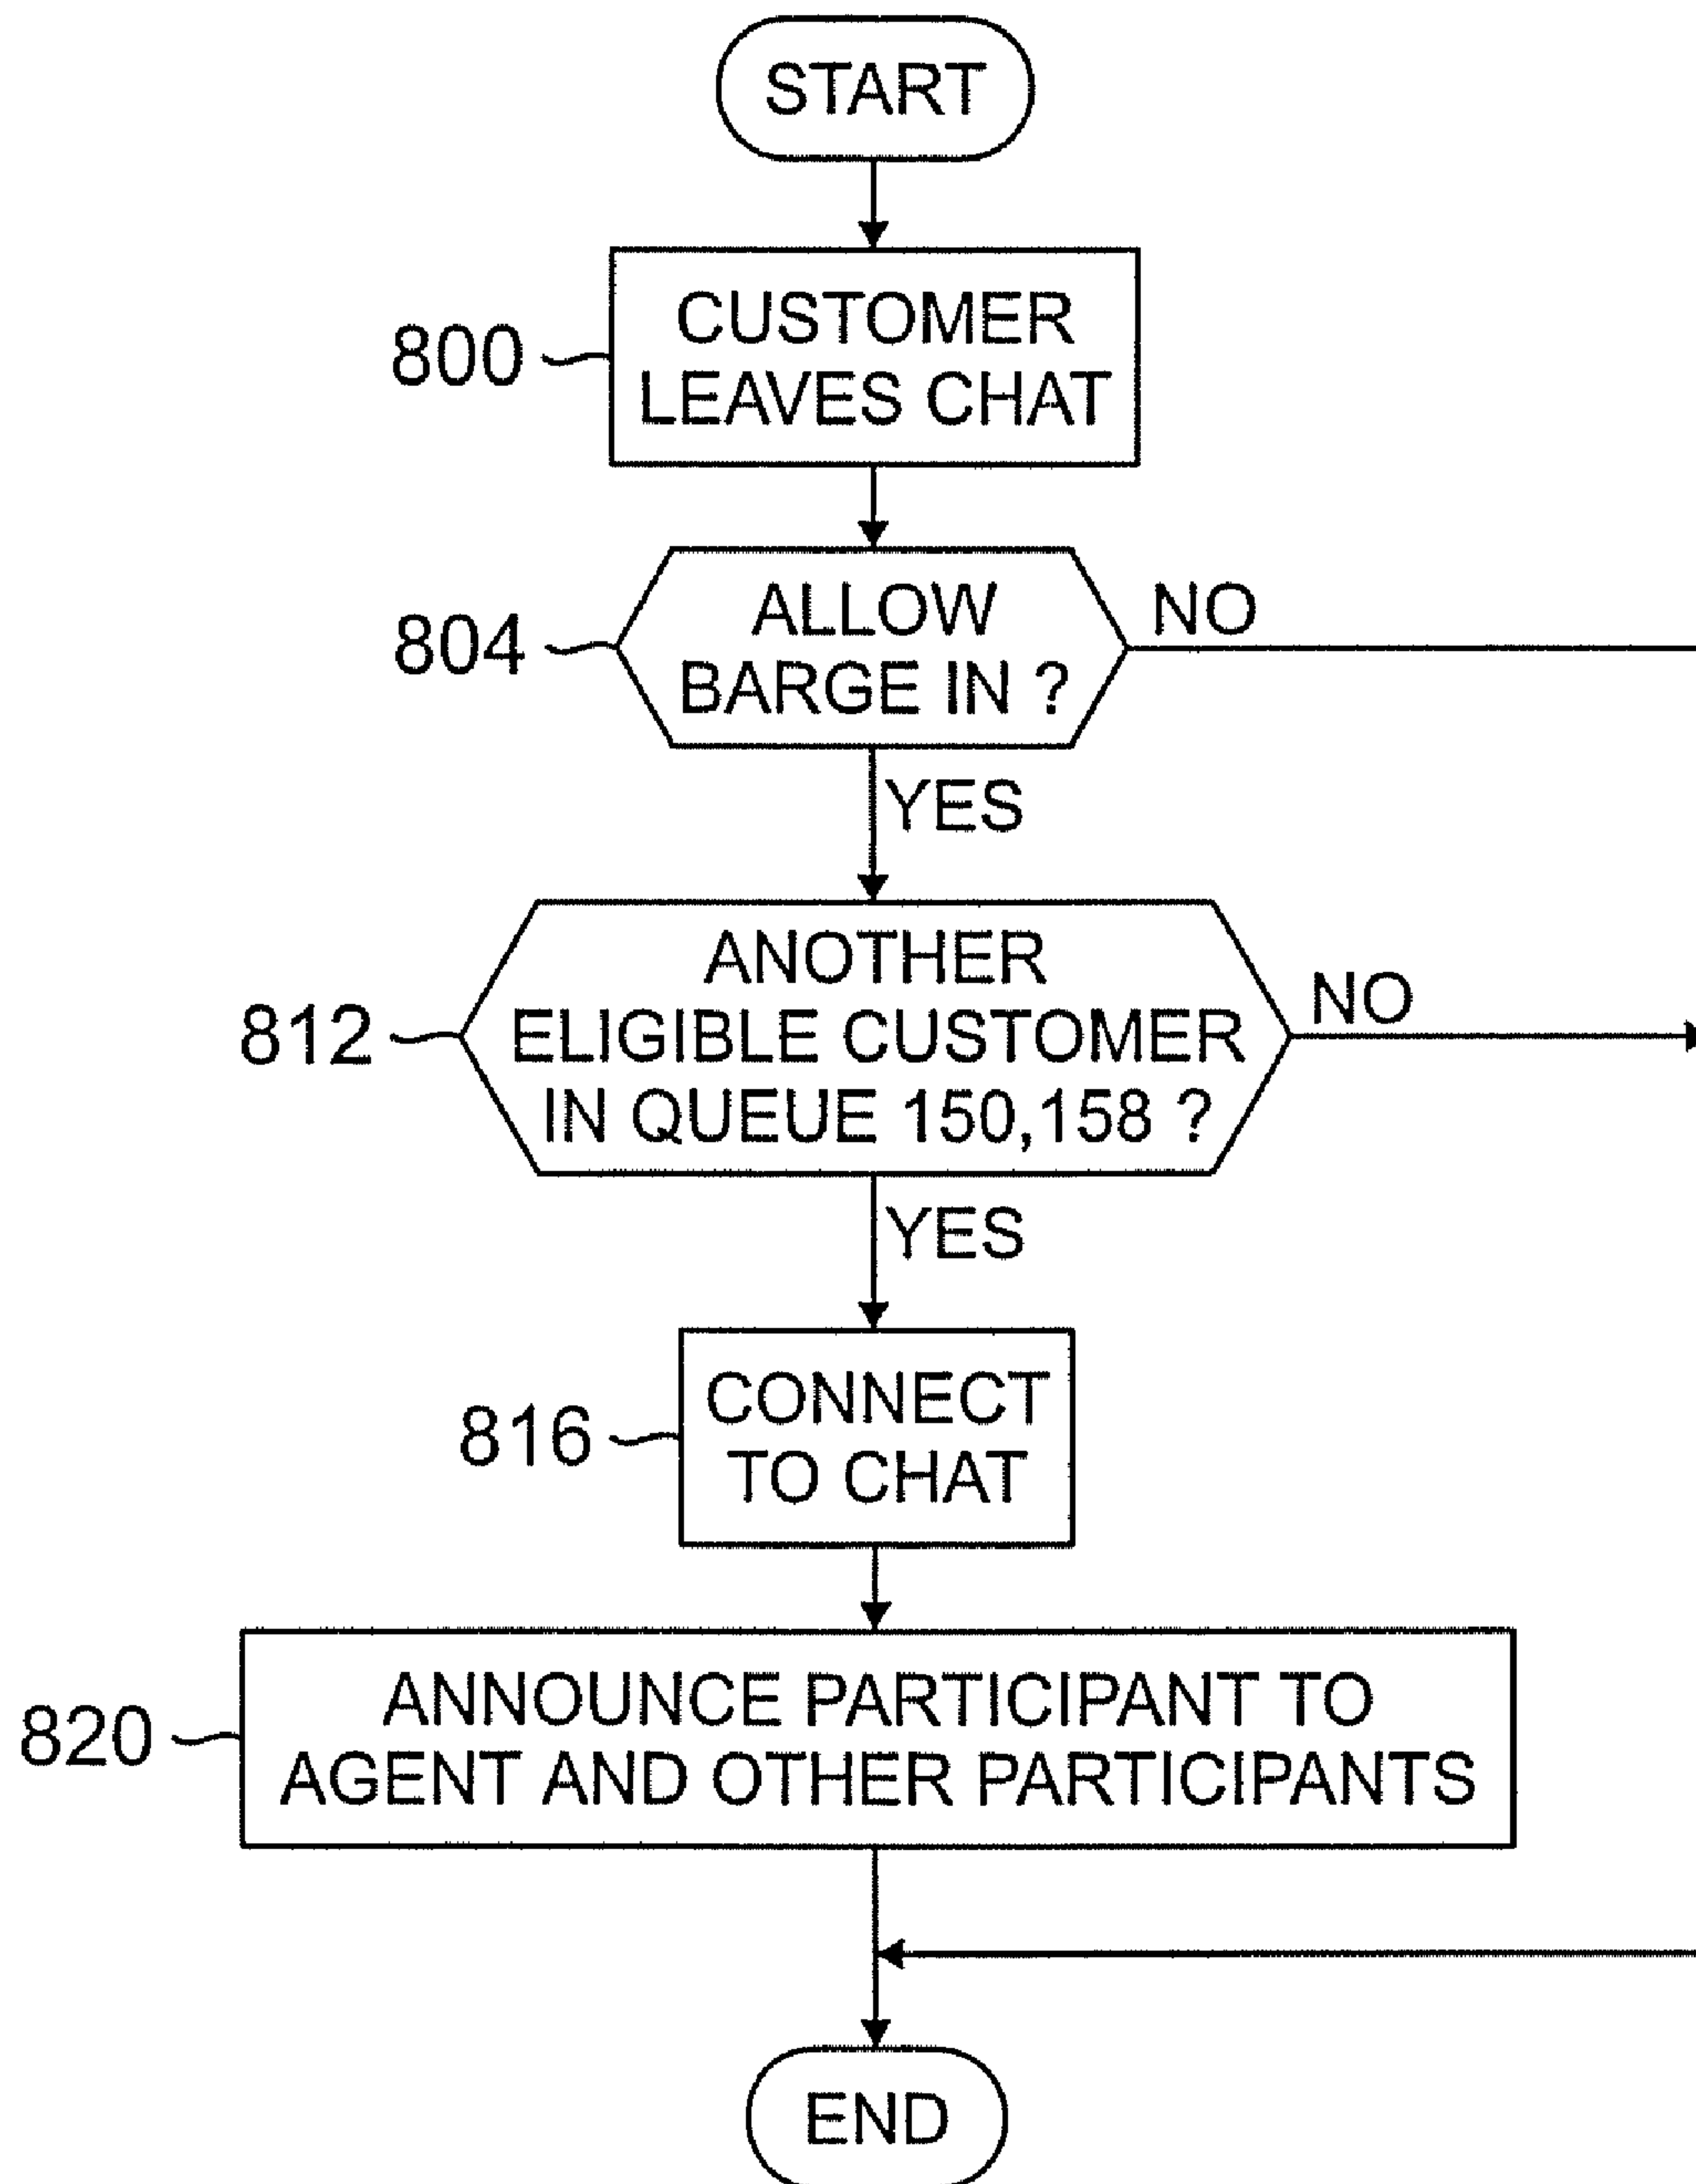 START
800
CUSTOMER
LEAVES CHAT
804
ALLOW
BARGE IN ?
NO
YES
812
ANOTHER
ELIGIBLE CUSTOMER
IN QUEUE 150,158 ?
NO
YES
816
CONNECT
TO CHAT
820
ANNOUNCE PARTICIPANT TO
AGENT AND OTHER PARTICIPANTS
END